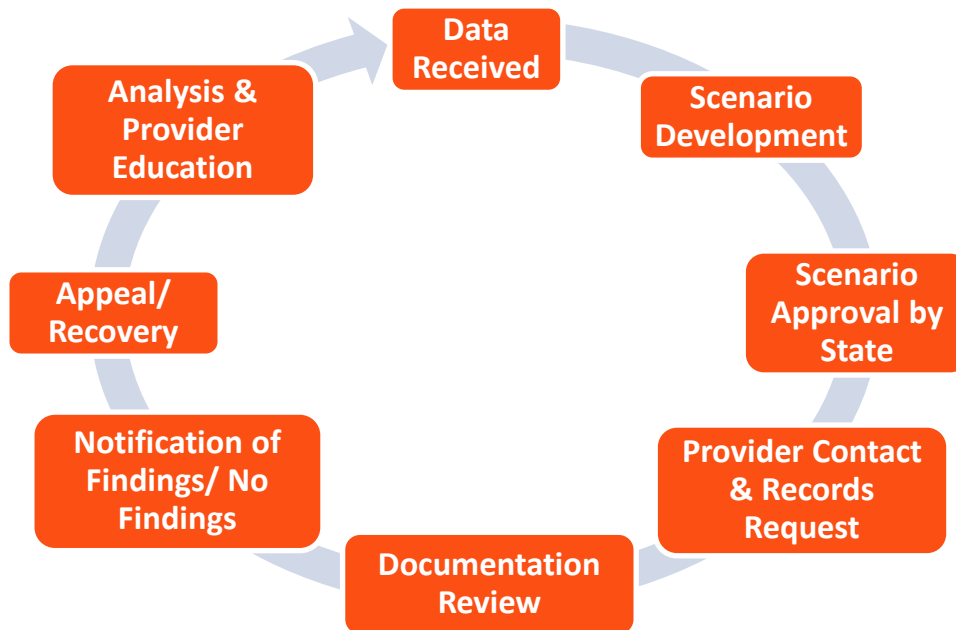 Data
Received
Scenario
Development
Scenario
Approval by
State
Provider Contact
& Records
Request
Documentation
Review
Notification of
Findings/ No
Findings
Appeal/
Recovery
Analysis &
Provider
Education